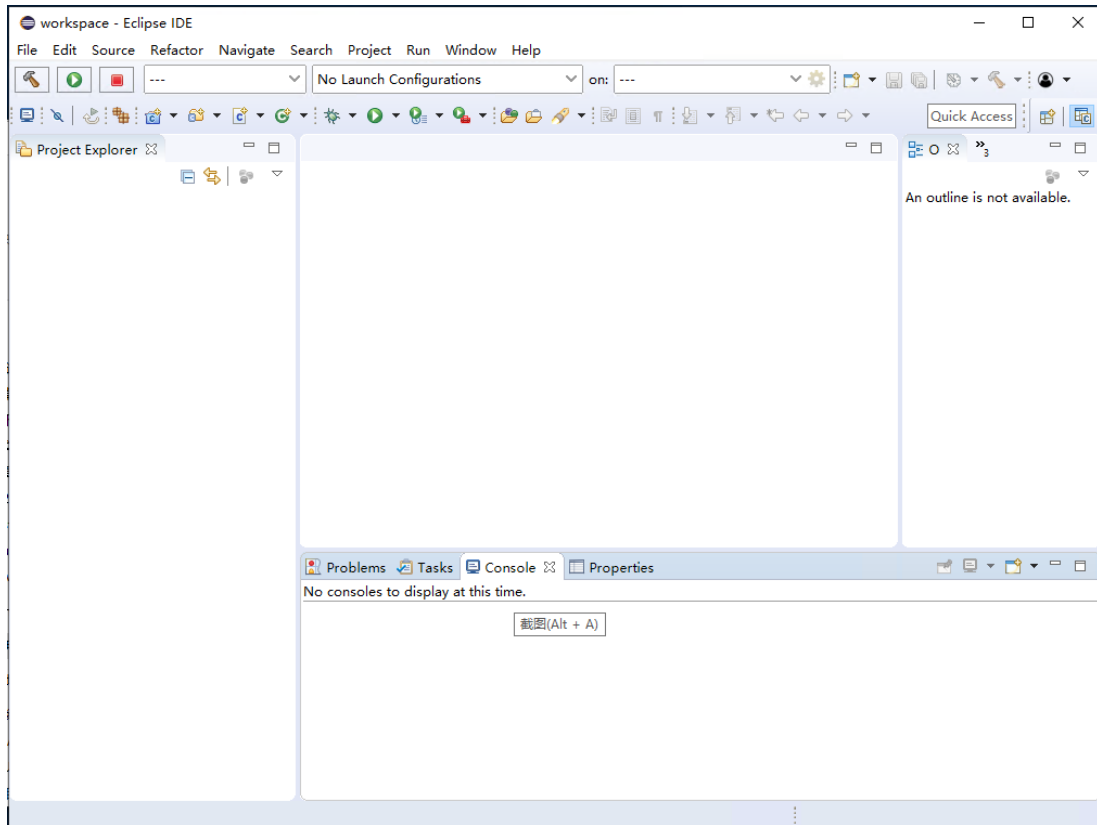 workspace - Eclipse IDE
File Edit Source Refactor Navigate Search Project Run Window Help
--- No Launch Configurations on: ---
Quick Access
Project Explorer
O »3
An outline is not available.
Problems Tasks Console Properties
No consoles to display at this time.
截图(Alt + A)